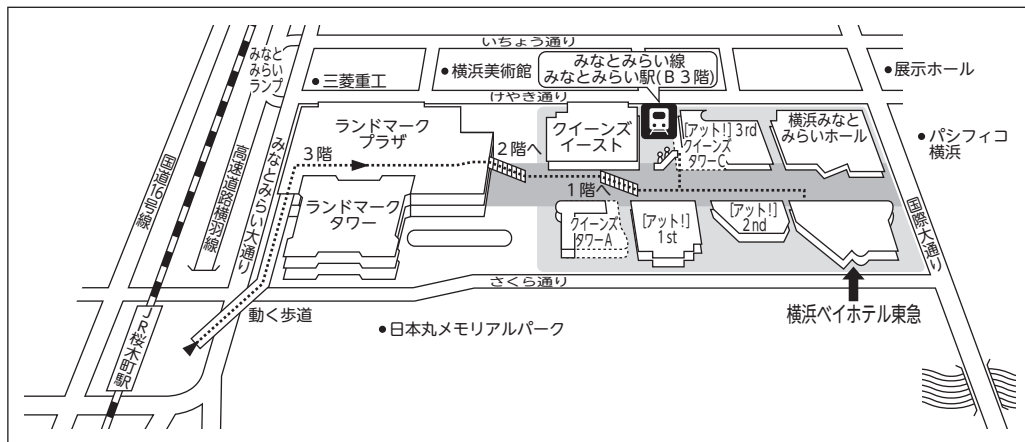 いちょう通り
みなと
みらい
ランプ
三菱重工
横浜美術館
みなとみらい線
みなとみらい駅(B3階)
展示ホール
けやき通り
ランドマーク
プラザ
クイーンズ
イースト
[アット!]3rd
クイーンズ
タワーC
横浜みなと
みらいホール
パシフィコ
横浜
3階
2階へ
1階へ
国道16号線
高速道路横羽線
みなとみらい大通り
ランドマーク
タワー
クイーンズ
タワーA
[アット!]
1st
[アット!]
2nd
国際大通り
さくら通り
動く歩道
日本丸メモリアルパーク
横浜ベイホテル東急
JR桜木町駅